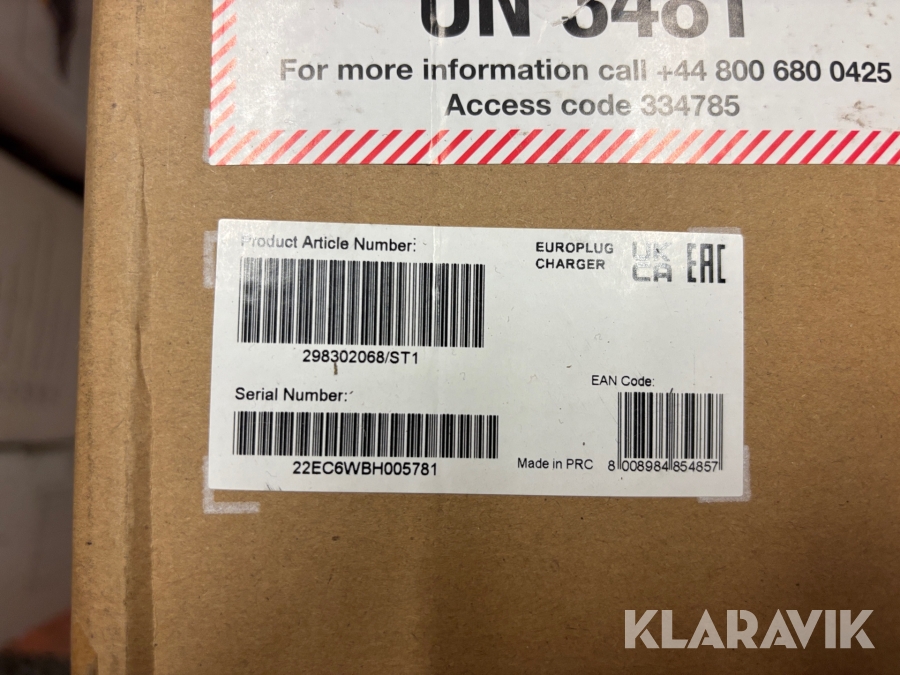 UN 3481
For more information call +44 800 680 0425
Access code 334785
Product Article Number:
298302068/ST1
Serial Number:
22EC6WBH005781
EUROPLUG
CHARGER
UK
CA
EAC
EAN Code:
Made in PRC
8 008984 854857
KLARAVIK